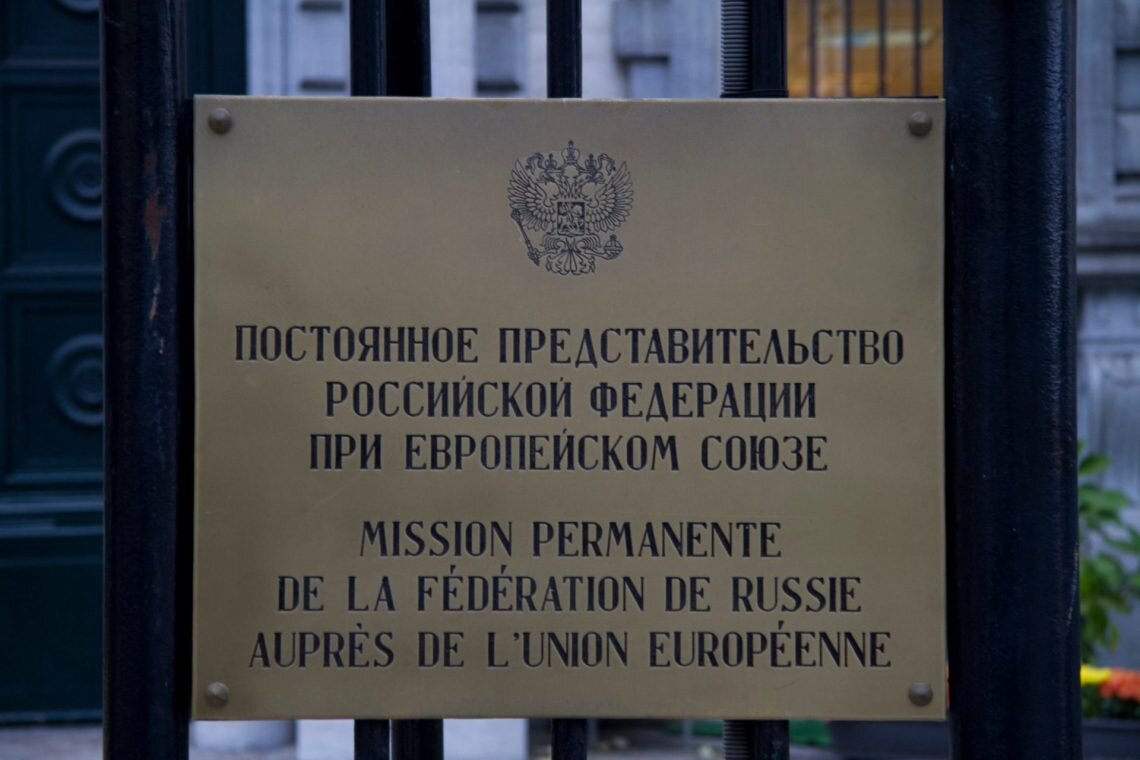 ПОСТОЯННОЕ ПРЕДСТАВИТЕЛЬСТВО
РОССИЙСКОЙ ФЕДЕРАЦИИ
ПРИ ЕВРОПЕЙСКОМ СОЮЗЕ
MISSION PERMANENTE
DE LA FÉDÉRATION DE RUSSIE
AUPRÈS DE L'UNION EUROPÉENNE